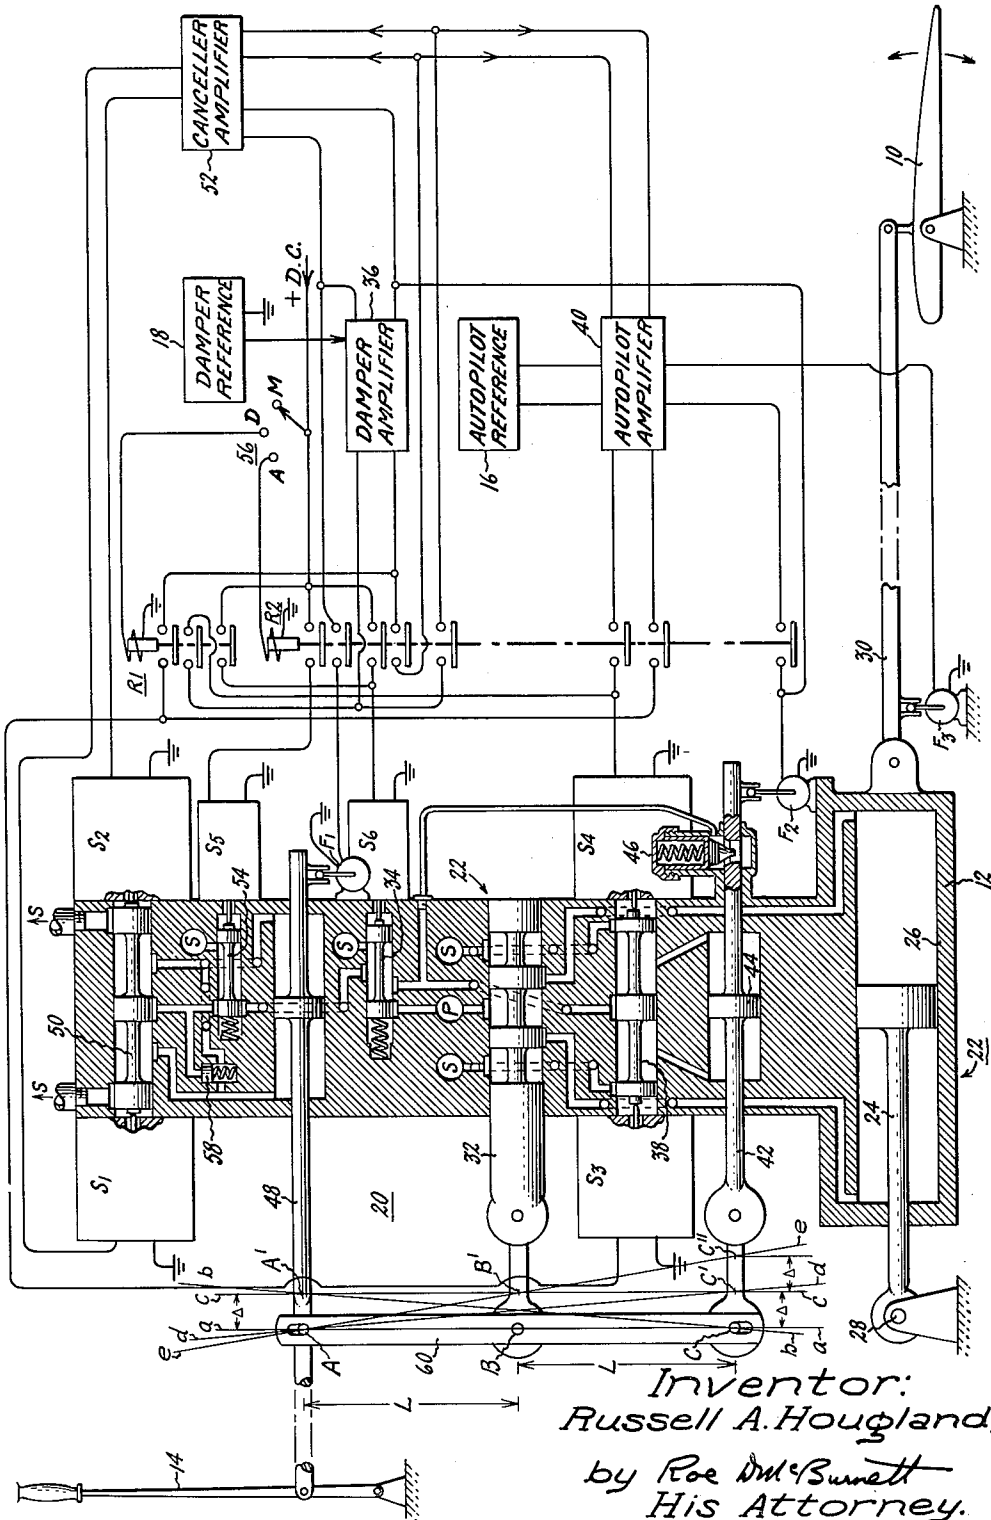 CANCELLER
AMPLIFIER
52
DAMPER
REFERENCE
18
+ D.C.
DAMPER
AMPLIFIER
36
AUTOPILOT
REFERENCE
16
AUTOPILOT
AMPLIFIER
40
10
D
M
56
A
R1
R2
30
F3
S2
S5
54
F1
S6
34
22
S4
46
F2
12
S
S
50
S
58
S
48
S
P
S
32
38
44
42
26
24
22
S1
20
S3
28
A'
B'
C'
C''
b
c
a
d
e
Δ
Δ
Δ
e
d
c
b
a
A
60
B
C
L
L
14
Inventor:
Russell A. Hougland,
by Roe D. McBurnett
His Attorney.